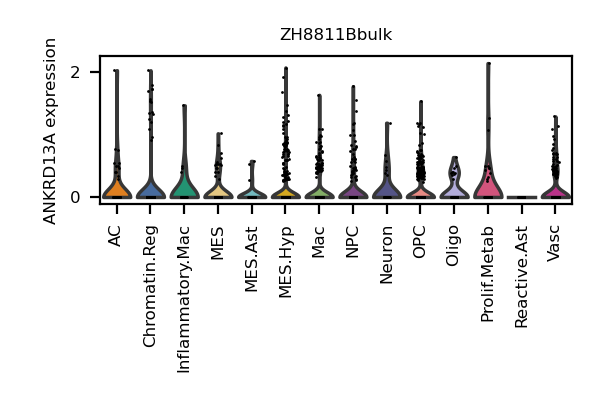 ZH8811Bbulk
ANKRD13A expression
2
0
AC
Chromatin.Reg
Inflammatory.Mac
MES
MES.Ast
MES.Hyp
Mac
NPC
Neuron
OPC
Oligo
Prolif.Metab
Reactive.Ast
Vasc